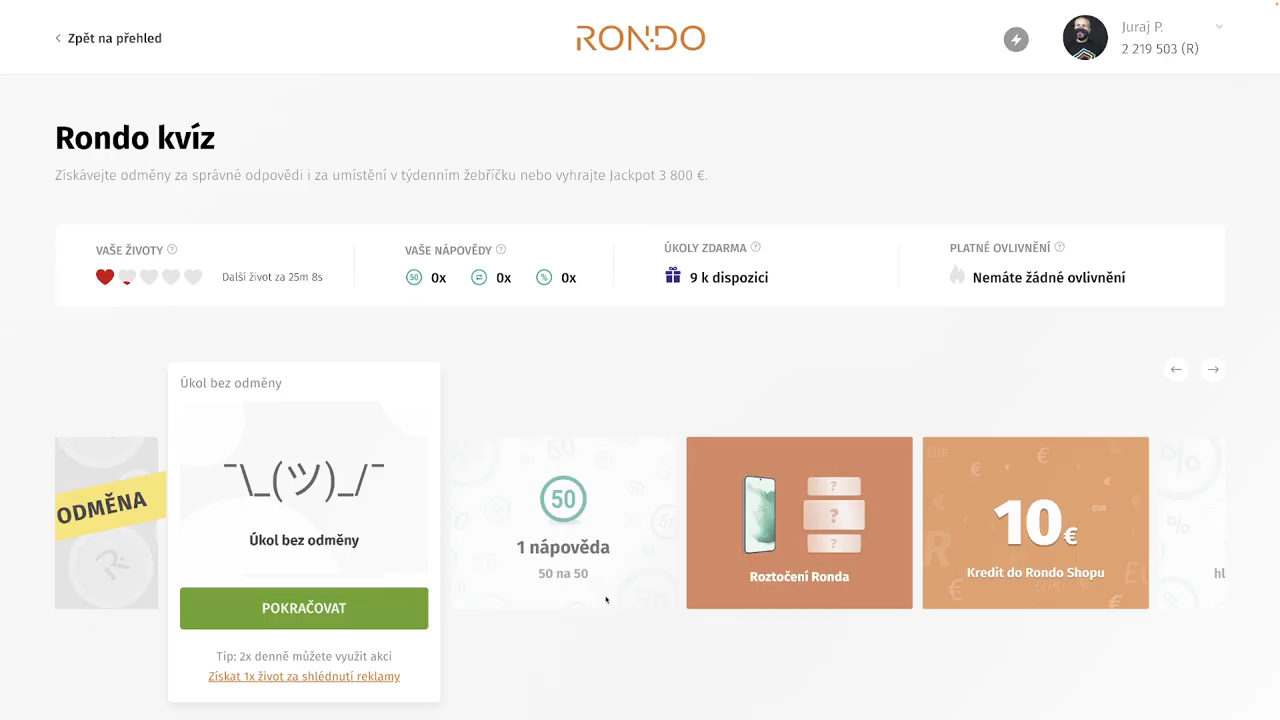 Zpět na přehled
RONDO
Juraj P.
2 219 503 (R)
Rondo kvíz
Získávejte odměny za správné odpovědi i za umístění v týdenním žebříčku nebo vyhrajte Jackpot 3 800 €.
VAŠE ŽIVOTY ?
Další život za 25m 8s
VAŠE NÁPOVĚDY ?
50 0x 0x % 0x
ÚKOLY ZDARMA ?
9 k dispozici
PLATNÉ OVLIVNĚNÍ ?
Nemáte žádné ovlivnění
← →
ODMĚNA
Úkol bez odměny
¯\_(ツ)_/¯
Úkol bez odměny
POKRAČOVAT
Tip: 2x denně můžete využít akci
Získat 1x život za shlédnutí reklamy
50
1 nápověda
50 na 50
?
?
?
Roztočení Ronda
10€
Kredit do Rondo Shopu
hl